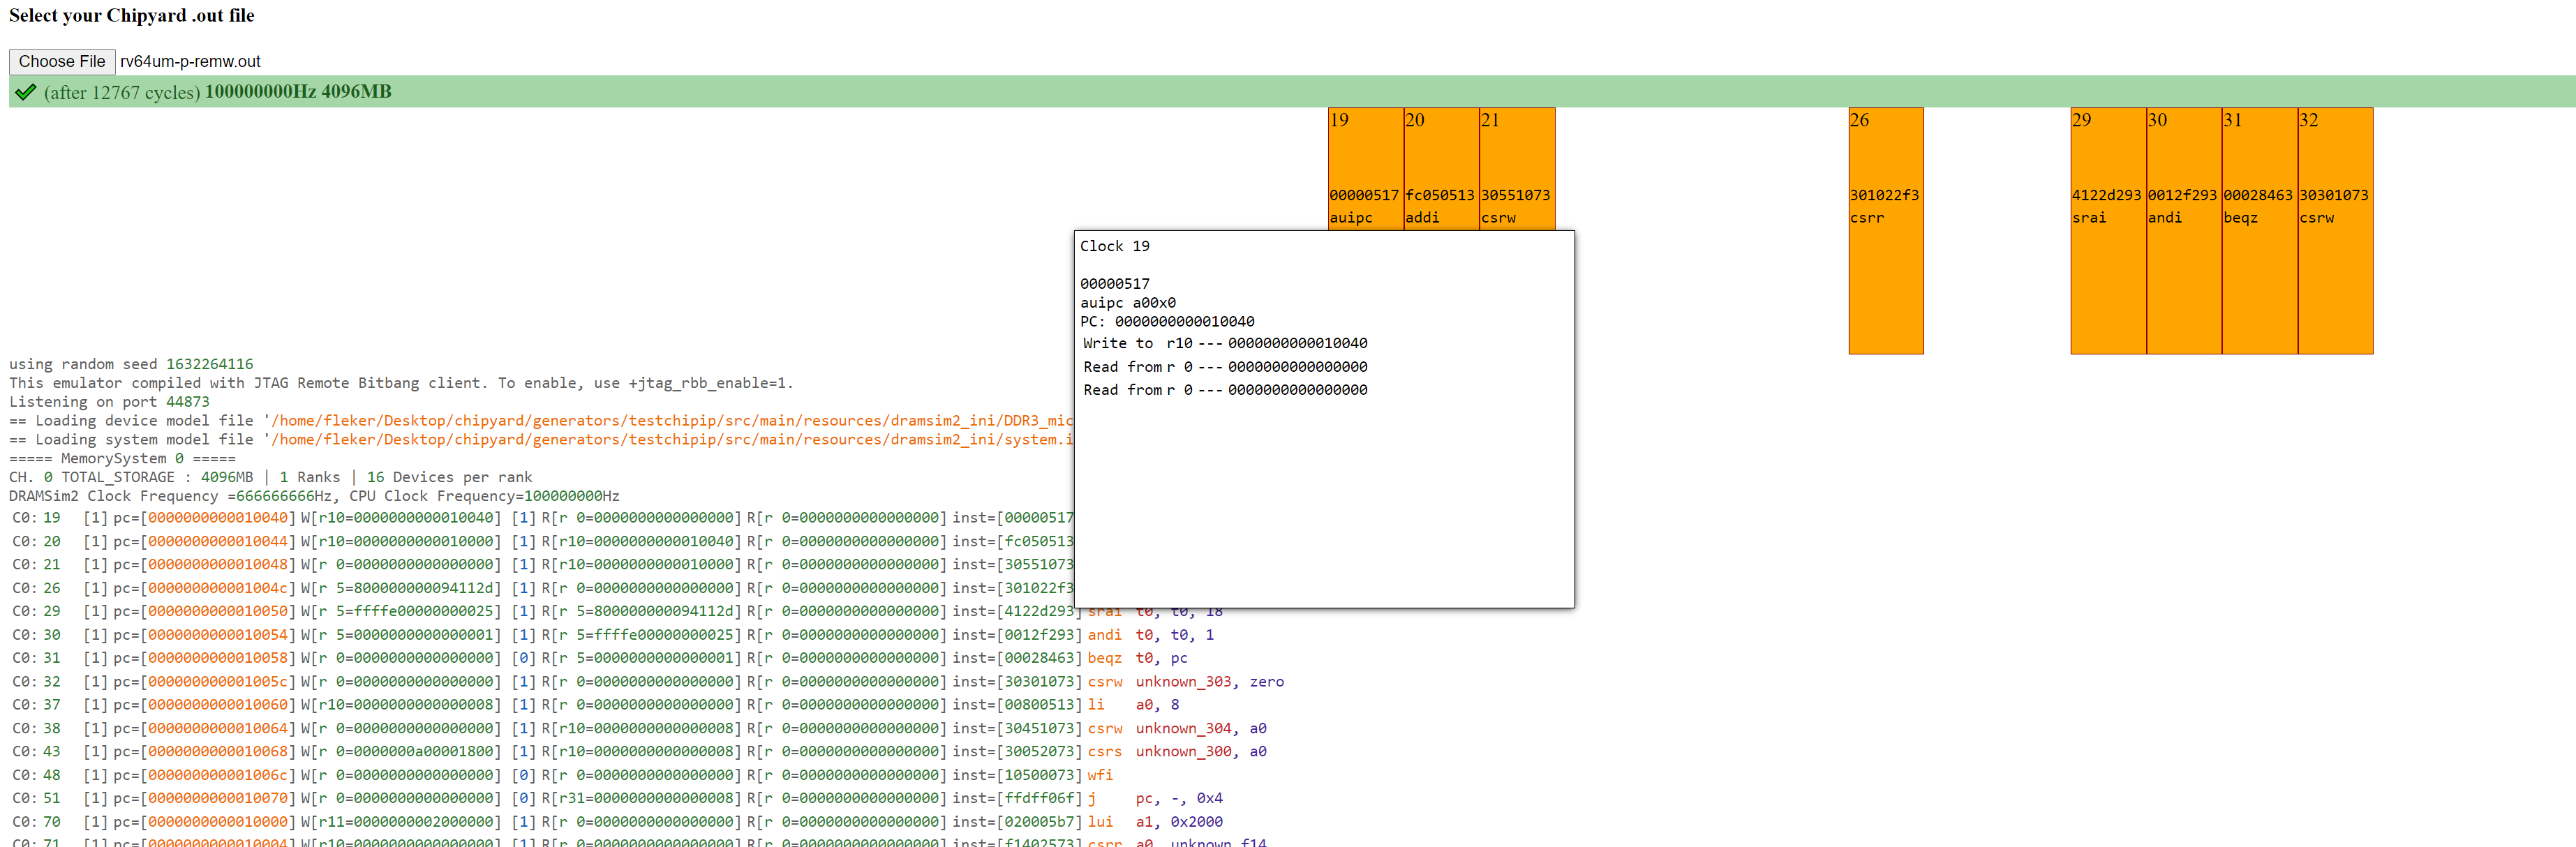 Select your Chipyard .out file
Choose File rv64um-p-remw.out
(after 12767 cycles) 100000000Hz 4096MB
19 20 21 26 29 30 31 32
00000517 fc050513 30551073 301022f3 4122d293 0012f293 00028463 30301073
auipc addi csrw csrr srai andi beqz csrw
Clock 19
00000517
auipc a00x0
PC: 0000000000010040
Write to r10 --- 0000000000010040
Read from r 0 --- 0000000000000000
Read from r 0 --- 0000000000000000
using random seed 1632264116
This emulator compiled with JTAG Remote Bitbang client. To enable, use +jtag_rbb_enable=1.
Listening on port 44873
== Loading device model file '/home/fleker/Desktop/chipyard/generators/testchipip/src/main/resources/dramsim2_ini/DDR3_mic
== Loading system model file '/home/fleker/Desktop/chipyard/generators/testchipip/src/main/resources/dramsim2_ini/system.i
===== MemorySystem 0 =====
CH. 0 TOTAL_STORAGE : 4096MB | 1 Ranks | 16 Devices per rank
DRAMSim2 Clock Frequency =666666666Hz, CPU Clock Frequency=100000000Hz
C0: 19 [1] pc=[0000000000010040] W[r10=0000000000010040] [1] R[r 0=0000000000000000] R[r 0=0000000000000000] inst=[00000517
C0: 20 [1] pc=[0000000000010044] W[r10=0000000000010000] [1] R[r10=0000000000010040] R[r 0=0000000000000000] inst=[fc050513
C0: 21 [1] pc=[0000000000010048] W[r 0=0000000000000000] [1] R[r10=0000000000010000] R[r 0=0000000000000000] inst=[30551073
C0: 26 [1] pc=[000000000001004c] W[r 5=800000000094112d] [1] R[r 0=0000000000000000] R[r 0=0000000000000000] inst=[301022f3
C0: 29 [1] pc=[0000000000010050] W[r 5=ffffe00000000025] [1] R[r 5=800000000094112d] R[r 0=0000000000000000] inst=[4122d293] srai t0, t0, 18
C0: 30 [1] pc=[0000000000010054] W[r 5=0000000000000001] [1] R[r 5=ffffe00000000025] R[r 0=0000000000000000] inst=[0012f293] andi t0, t0, 1
C0: 31 [1] pc=[0000000000010058] W[r 0=0000000000000000] [0] R[r 5=0000000000000001] R[r 0=0000000000000000] inst=[00028463] beqz t0, pc
C0: 32 [1] pc=[000000000001005c] W[r 0=0000000000000000] [1] R[r 0=0000000000000000] R[r 0=0000000000000000] inst=[30301073] csrw unknown_303, zero
C0: 37 [1] pc=[0000000000010060] W[r10=0000000000000008] [1] R[r 0=0000000000000000] R[r 0=0000000000000000] inst=[00800513] li a0, 8
C0: 38 [1] pc=[0000000000010064] W[r 0=0000000000000000] [1] R[r10=0000000000000008] R[r 0=0000000000000000] inst=[30451073] csrw unknown_304, a0
C0: 43 [1] pc=[0000000000010068] W[r 0=0000000a00001800] [1] R[r10=0000000000000008] R[r 0=0000000000000000] inst=[30052073] csrs unknown_300, a0
C0: 48 [1] pc=[000000000001006c] W[r 0=0000000000000000] [0] R[r 0=0000000000000000] R[r 0=0000000000000000] inst=[10500073] wfi
C0: 51 [1] pc=[0000000000010070] W[r 0=0000000000000000] [0] R[r31=0000000000000008] R[r 0=0000000000000000] inst=[ffdff06f] j pc, -, 0x4
C0: 70 [1] pc=[0000000000010000] W[r11=0000000002000000] [1] R[r 0=0000000000000000] R[r 0=0000000000000000] inst=[020005b7] lui a1, 0x2000
C0: 71 [1] pc=[0000000000010004] W[r10=0000000000000000] [1] R[r 0=0000000000000000] R[r 0=0000000000000000] inst=[f1402573] csrr a0, unknown_f14